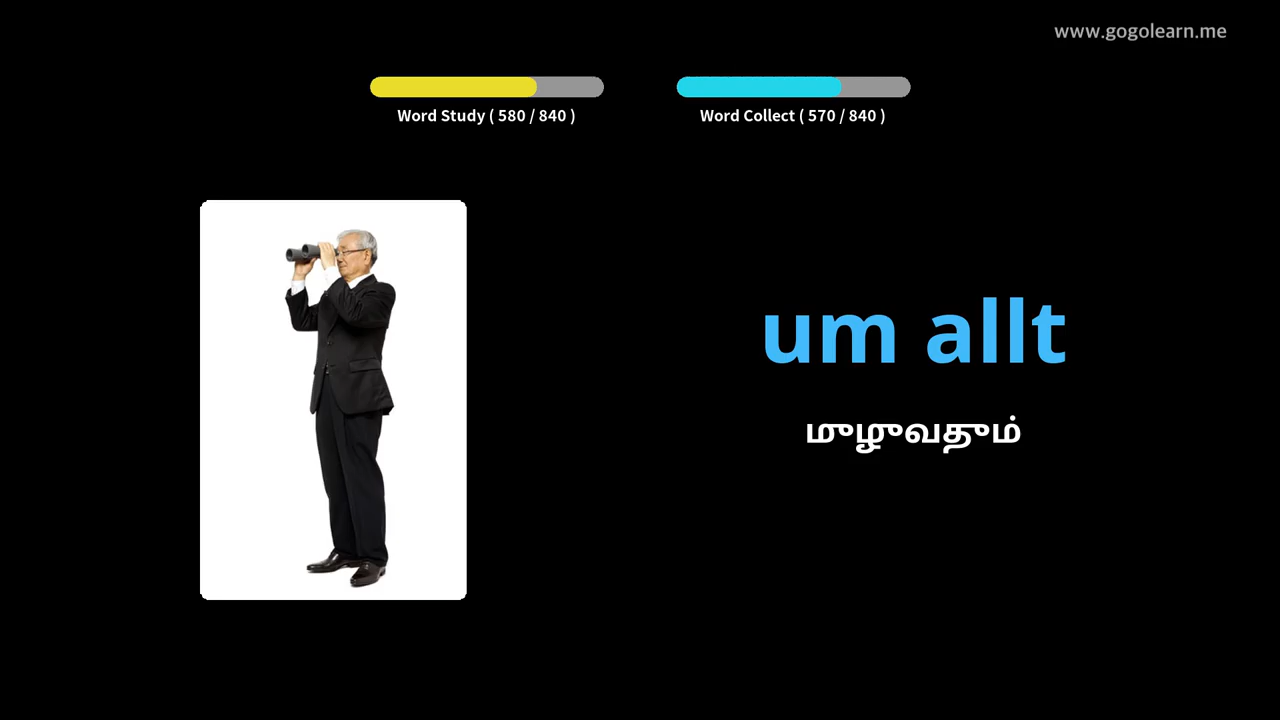 www.gogolearn.me
Word Study ( 580 / 840 )
Word Collect ( 570 / 840 )
um allt
முழுவதும்